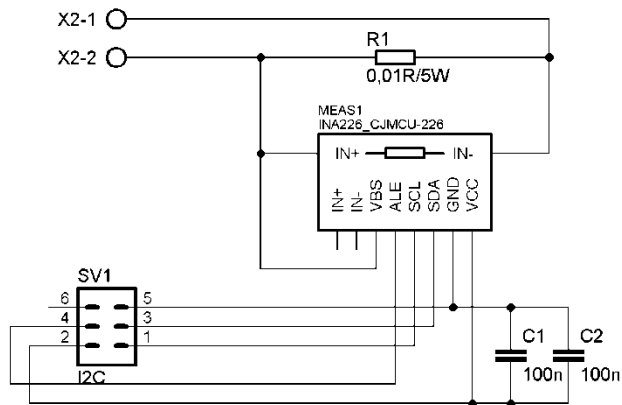 X2-1
X2-2
R1
0,01R/5W
MEAS1
INA226_CJMCU-226
IN+ IN-
IN+ IN- VBS ALE SCL SDA GND VCC
SV1
6 5
4 3
2 1
I2C
C1 C2
100n 100n